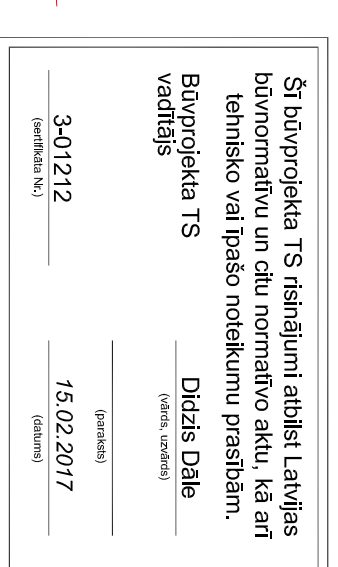 Šī būvprojekta TS risinājumi atbilst Latvijas
būvnormatīvu un citu normatīvo aktu, kā arī
tehnisko vai īpašo noteikumu prasībām.
Būvprojekta TS
vadītājs
Didzis Dāle
(vārds, uzvārds)
(paraksts)
3-01212
(sertifikāta Nr.)
15.02.2017
(datums)